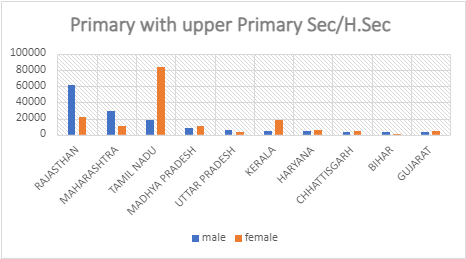 Primary with upper Primary Sec/H.Sec
100000
80000
60000
40000
20000
0
RAJASTHAN
MAHARASHTRA
TAMIL NADU
MADHYA PRADESH
UTTAR PRADESH
KERALA
HARYANA
CHHATTISGARH
BIHAR
GUJARAT
male female